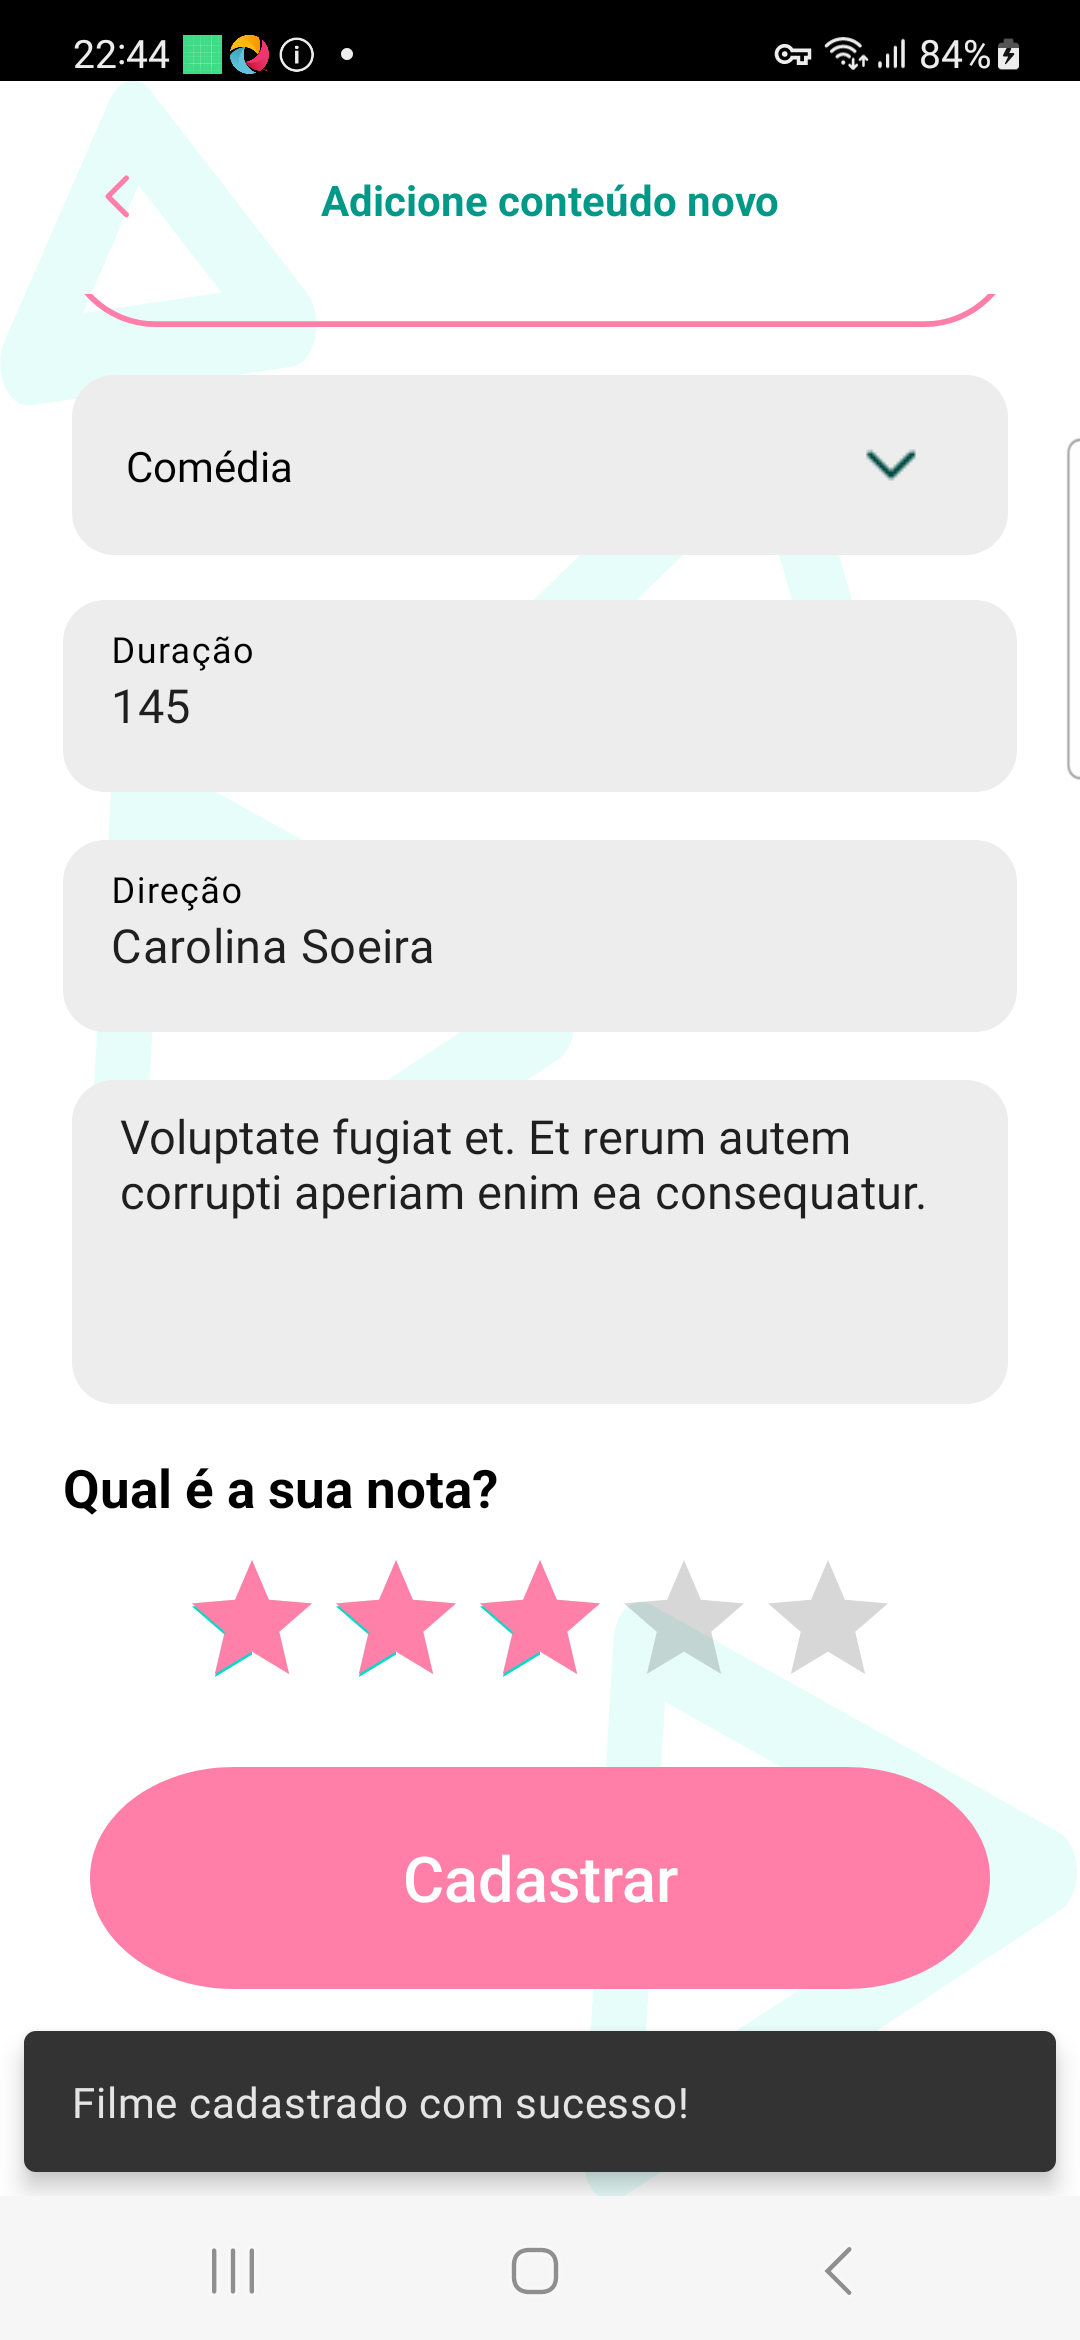 22:44
84%
Adicione conteúdo novo
Comédia
Duração
145
Direção
Carolina Soeira
Voluptate fugiat et. Et rerum autem
corrupti aperiam enim ea consequatur.
Qual é a sua nota?
Cadastrar
Filme cadastrado com sucesso!